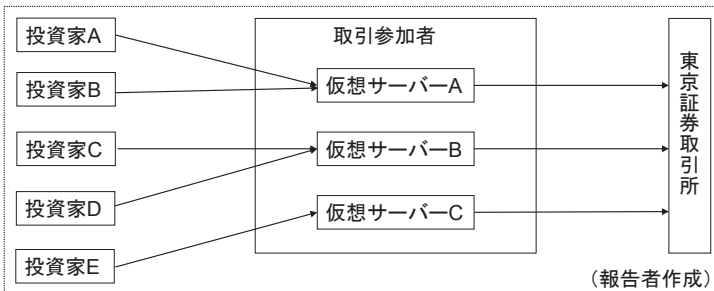 投資家A
投資家B
投資家C
投資家D
投資家E
取引参加者
仮想サーバーA
仮想サーバーB
仮想サーバーC
東京証券取引所
（報告者作成）